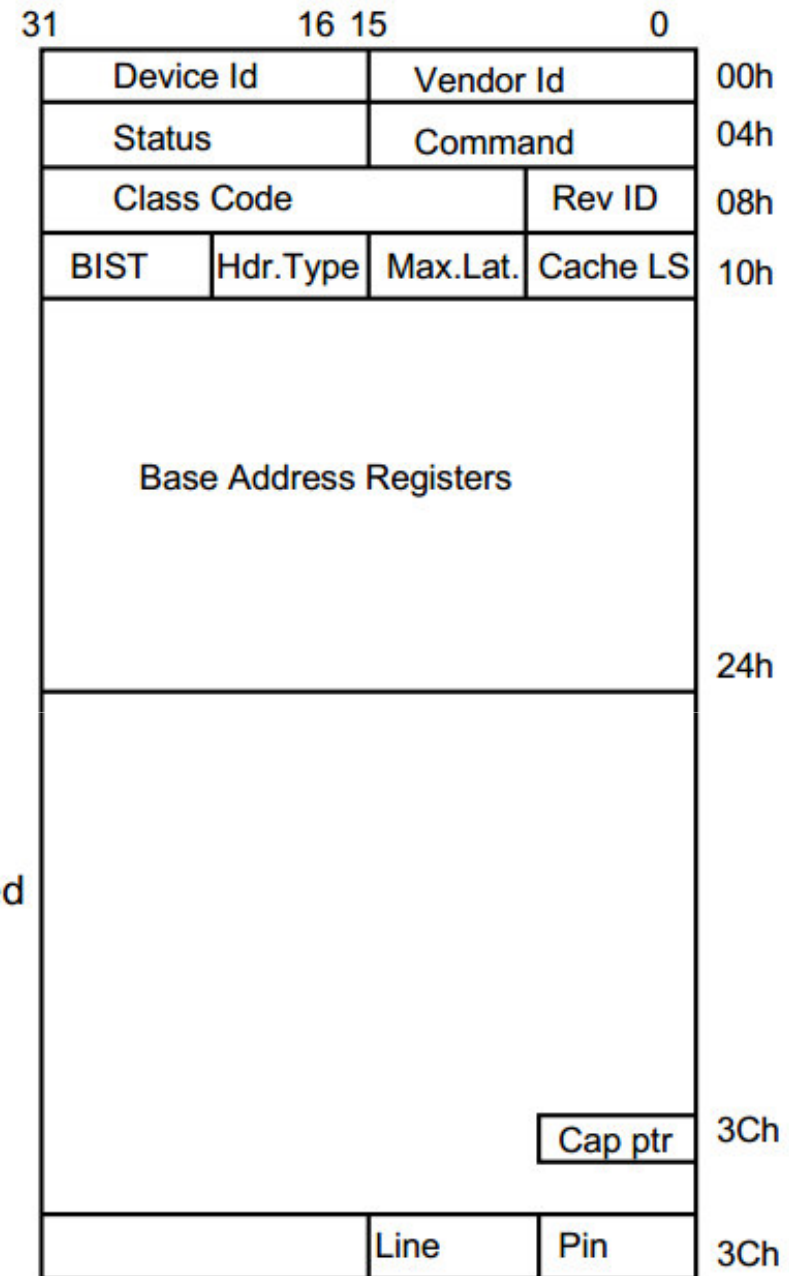 31 16 15 0
Device Id Vendor Id 00h
Status Command 04h
Class Code Rev ID 08h
BIST Hdr.Type Max.Lat. Cache LS 10h
Base Address Registers
24h
d
Cap ptr 3Ch
Line Pin 3Ch